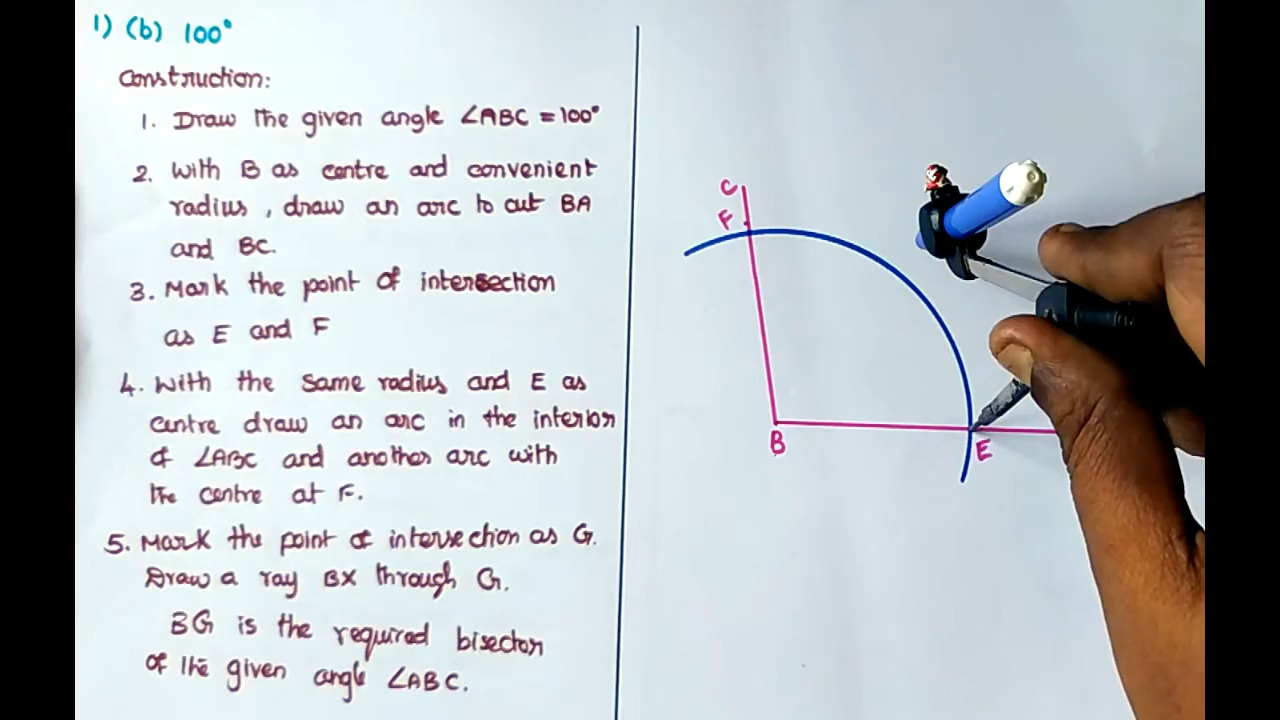 1) (b) 100°
Construction:
1. Draw the given angle ∠ABC = 100°
2. With B as centre and convenient
radius, draw an arc to cut BA
and BC.
3. Mark the point of intersection
as E and F
4. With the same radius and E as
centre draw an arc in the interior
of ∠ABC and another arc with
the centre at F.
5. Mark the point of intersection as G.
Draw a ray BX through G.
BG is the required bisector
of the given angle ∠ABC.
C
F
B
E